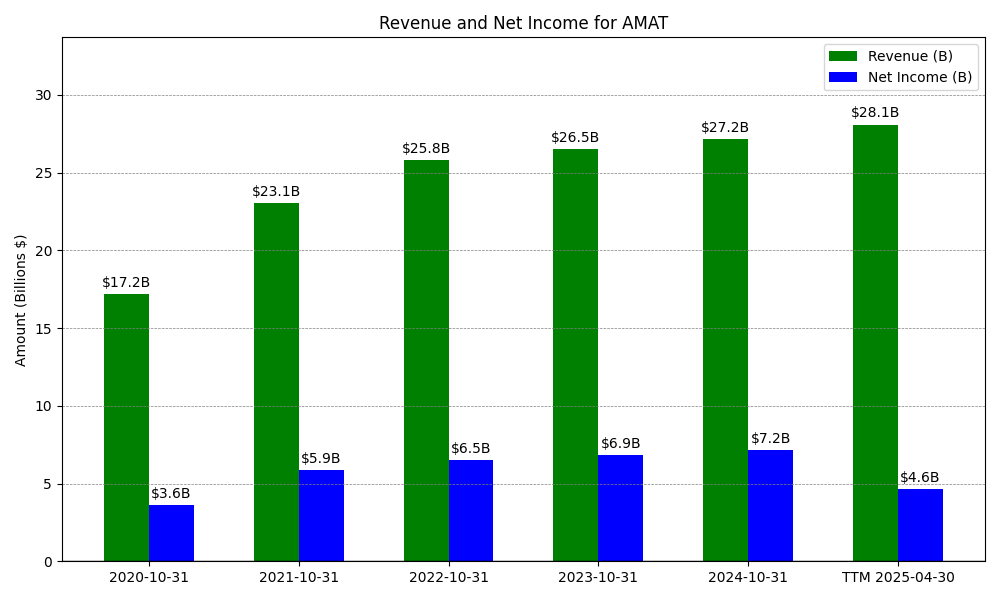 Revenue and Net Income for AMAT
Revenue (B)
Net Income (B)
Amount (Billions $)
30
25
20
15
10
5
0
$17.2B
$3.6B
$23.1B
$5.9B
$25.8B
$6.5B
$26.5B
$6.9B
$27.2B
$7.2B
$28.1B
$4.6B
2020-10-31
2021-10-31
2022-10-31
2023-10-31
2024-10-31
TTM 2025-04-30